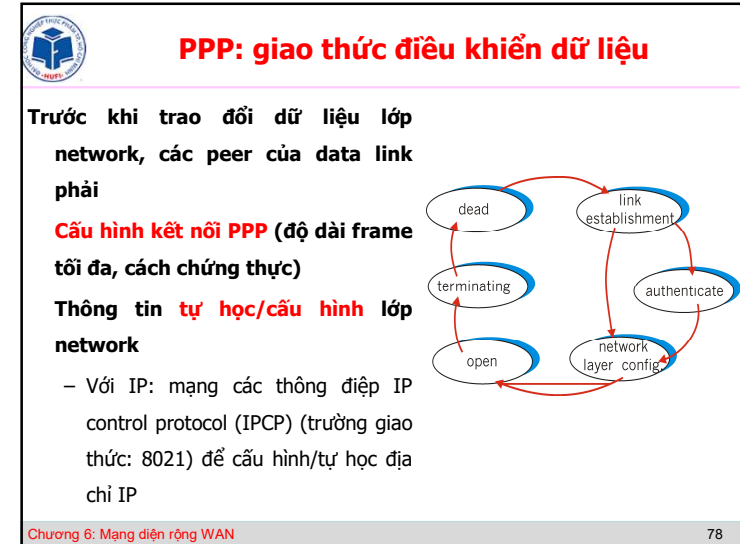 PPP: giao thức điều khiển dữ liệu
Trước khi trao đổi dữ liệu lớp
network, các peer của data link
phải
Cấu hình kết nối PPP (độ dài frame
tối đa, cách chứng thực)
Thông tin tự học/cấu hình lớp
network
– Với IP: mạng các thông điệp IP
control protocol (IPCP) (trường giao
thức: 8021) để cấu hình/tự học địa
chỉ IP
dead
link
establishment
terminating
authenticate
open
network
layer config.
HUFI
Chương 6: Mạng diện rộng WAN
78